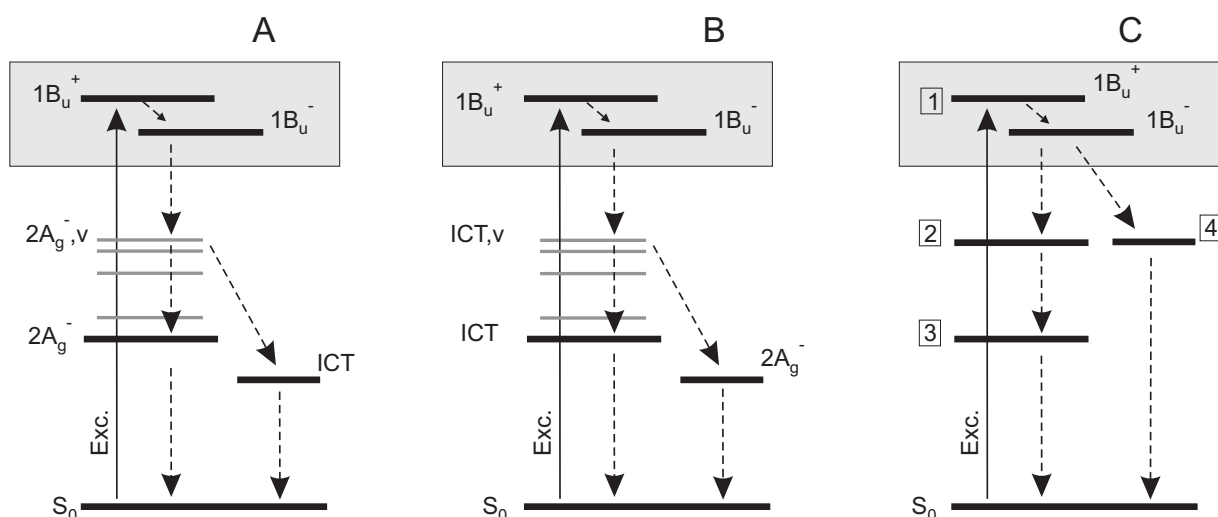 A
1Bu+
1Bu-
2Ag-,v
2Ag-
ICT
Exc.
S0
B
1Bu+
1Bu-
ICT,v
ICT
2Ag-
Exc.
S0
C
1
1Bu+
1Bu-
2
4
3
Exc.
S0